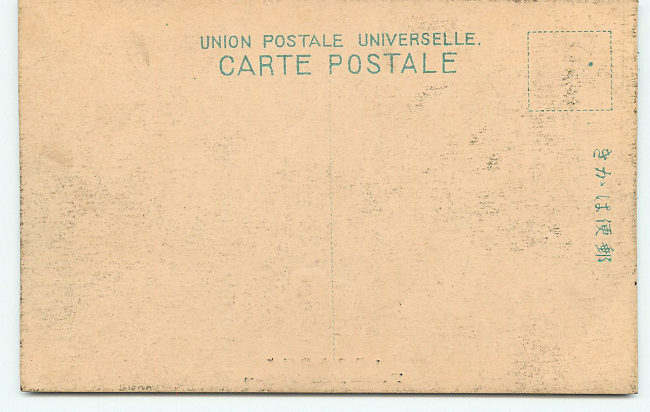 UNION POSTALE UNIVERSELLE.
CARTE POSTALE
きかは便郵